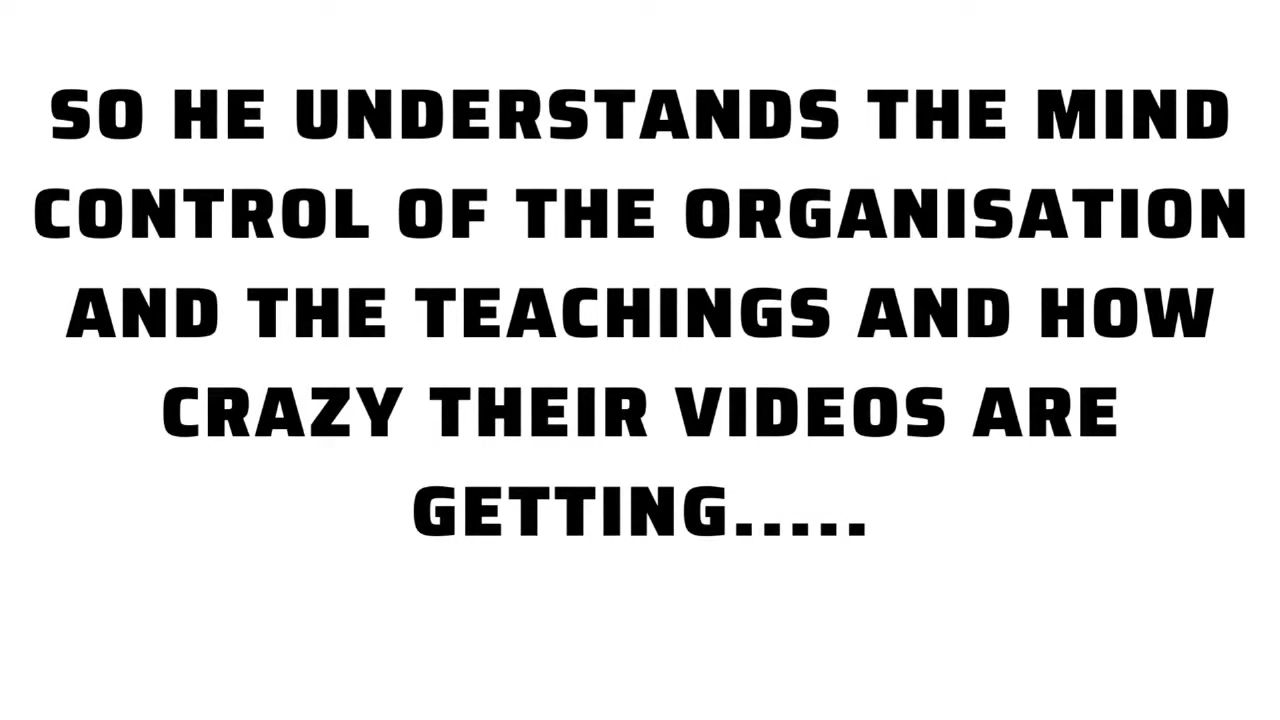 SO HE UNDERSTANDS THE MIND
CONTROL OF THE ORGANISATION
AND THE TEACHINGS AND HOW
CRAZY THEIR VIDEOS ARE
GETTING.....